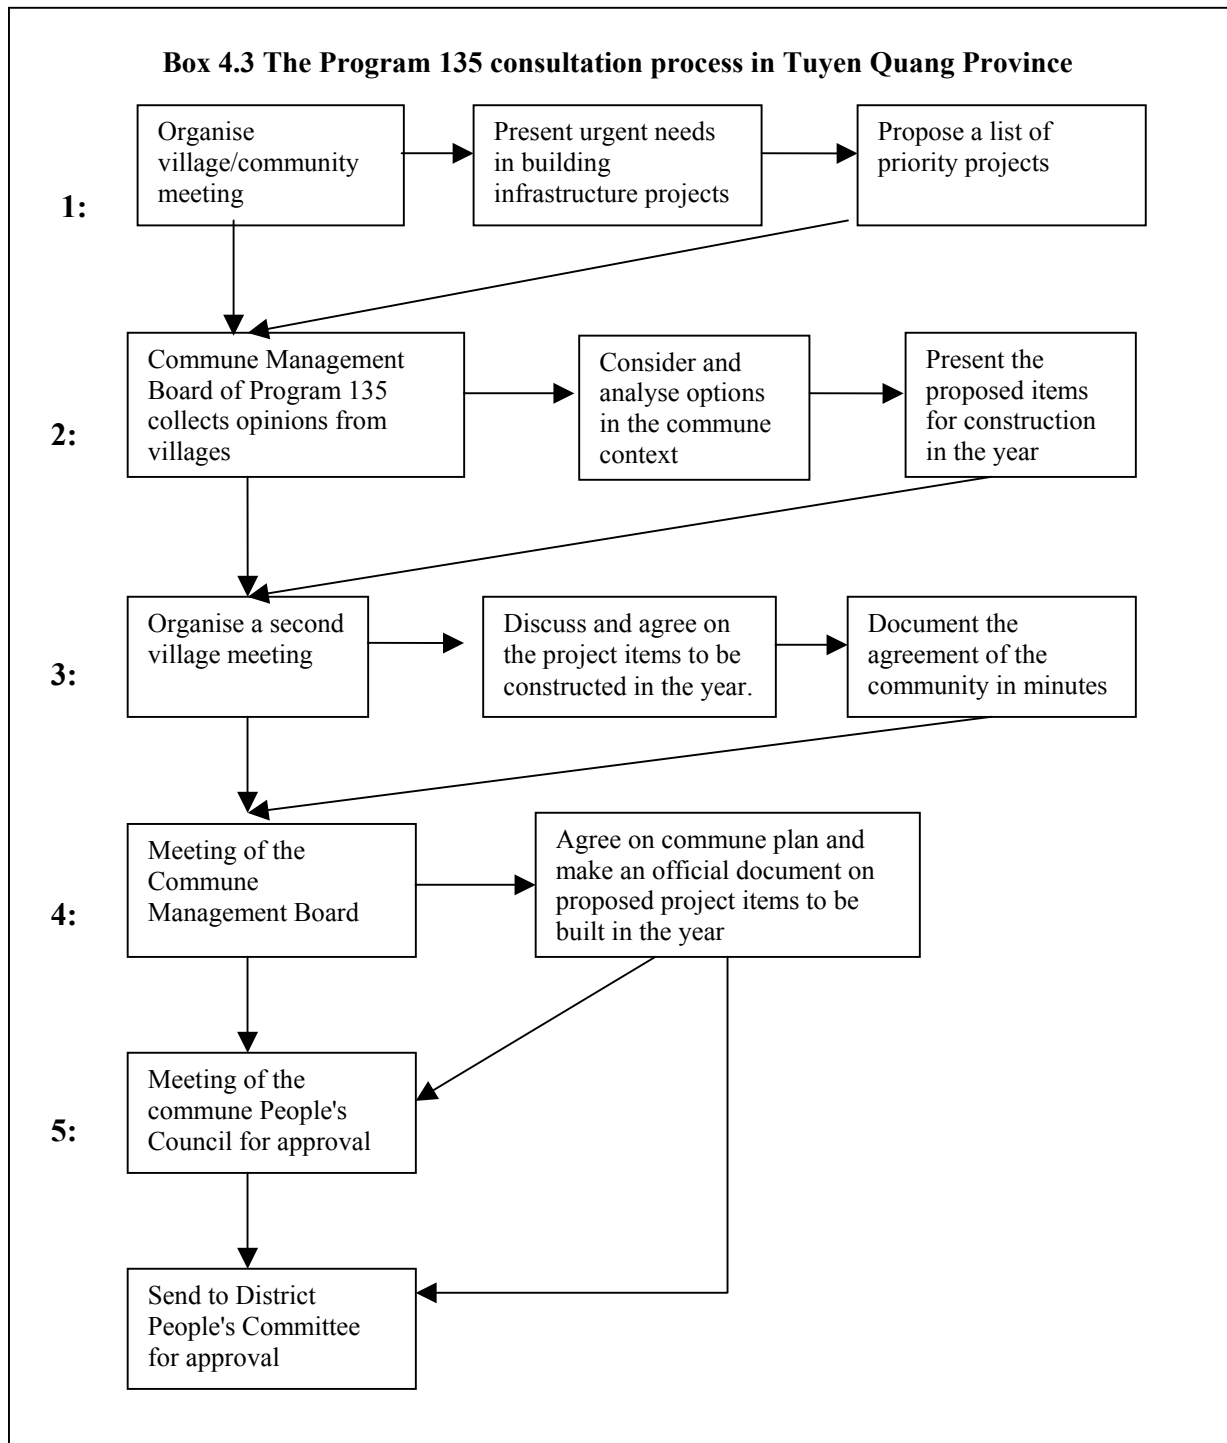 Box 4.3 The Program 135 consultation process in Tuyen Quang Province
1:
Organise
village/community
meeting
Present urgent needs
in building
infrastructure projects
Propose a list of
priority projects
2:
Commune Management
Board of Program 135
collects opinions from
villages
Consider and
analyse options
in the commune
context
Present the
proposed items
for construction
in the year
3:
Organise a second
village meeting
Discuss and agree on
the project items to be
constructed in the year.
Document the
agreement of the
community in minutes
4:
Meeting of the
Commune
Management Board
Agree on commune plan and
make an official document on
proposed project items to be
built in the year
5:
Meeting of the
commune People's
Council for approval
Send to District
People's Committee
for approval